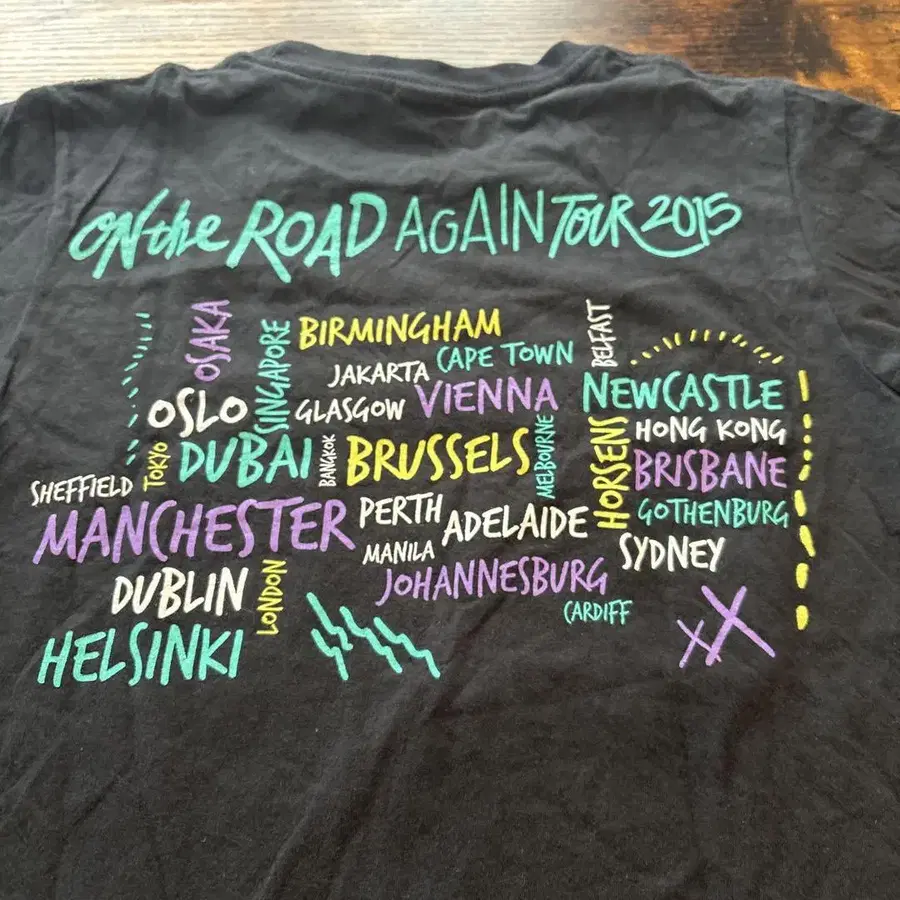 ON the ROAD AGAIN TOUR 2015
OSAKA
SINGAPORE
BIRMINGHAM
BELFAST
JAKARTA
CAPE TOWN
OSLO
GLASGOW
VIENNA
NEWCASTLE
TOKYO
DUBAI
BANGKOK
BRUSSELS
MELBOURNE
HORSENS
HONG KONG
BRISBANE
SHEFFIELD
MANCHESTER
PERTH
ADELAIDE
GOTHENBURG
MANILA
SYDNEY
DUBLIN
LONDON
JOHANNESBURG
CARDIFF
HELSINKI